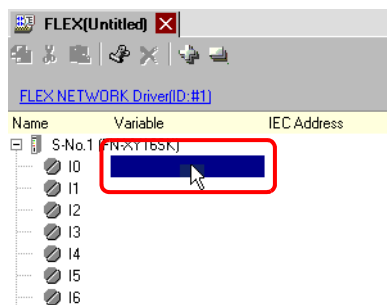 FLEX(Untitled)
FLEX NETWORK Driver(ID:#1)
Name Variable IEC Address
S-No.1 (FN-XY16SK)
I0
I1
I2
I3
I4
I5
I6